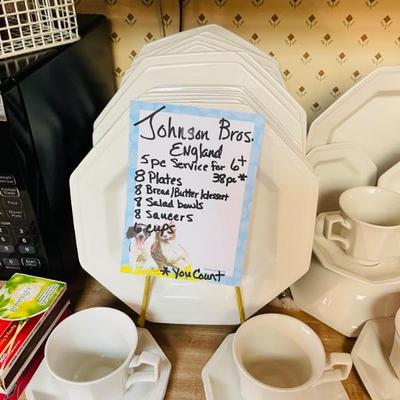 Johnson Bros.
England
5pc Service for 6+
38pc*
8 Plates
8 Bread/Butter/dessert
8 Salad bowls
8 Saucers
6 cups
*You Count